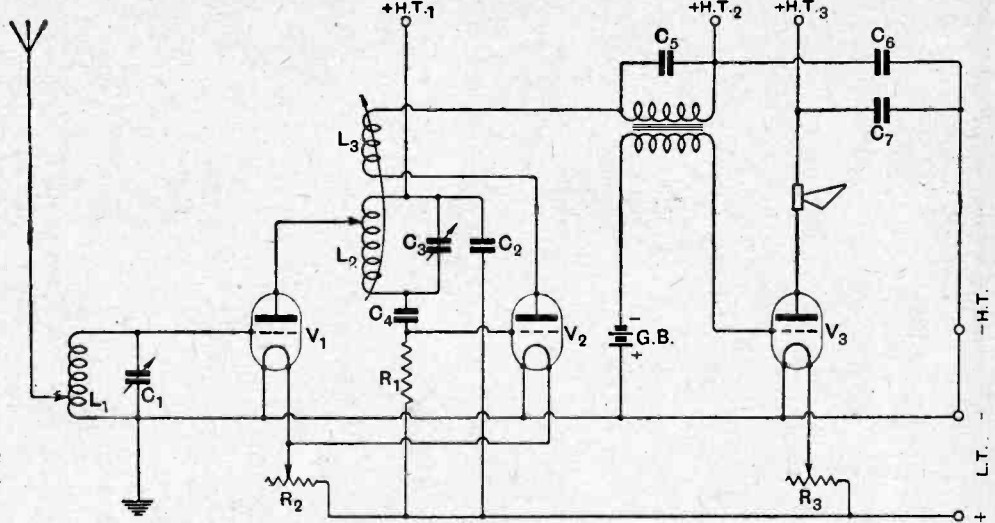 +H.T.1
+H.T.2
+H.T.3
C5
C6
C7
L3
L2
C3
C2
C4
V1
V2
V3
R1
G.B.
-
+
L1
C1
R2
R3
-H.T.
-
L.T.
+